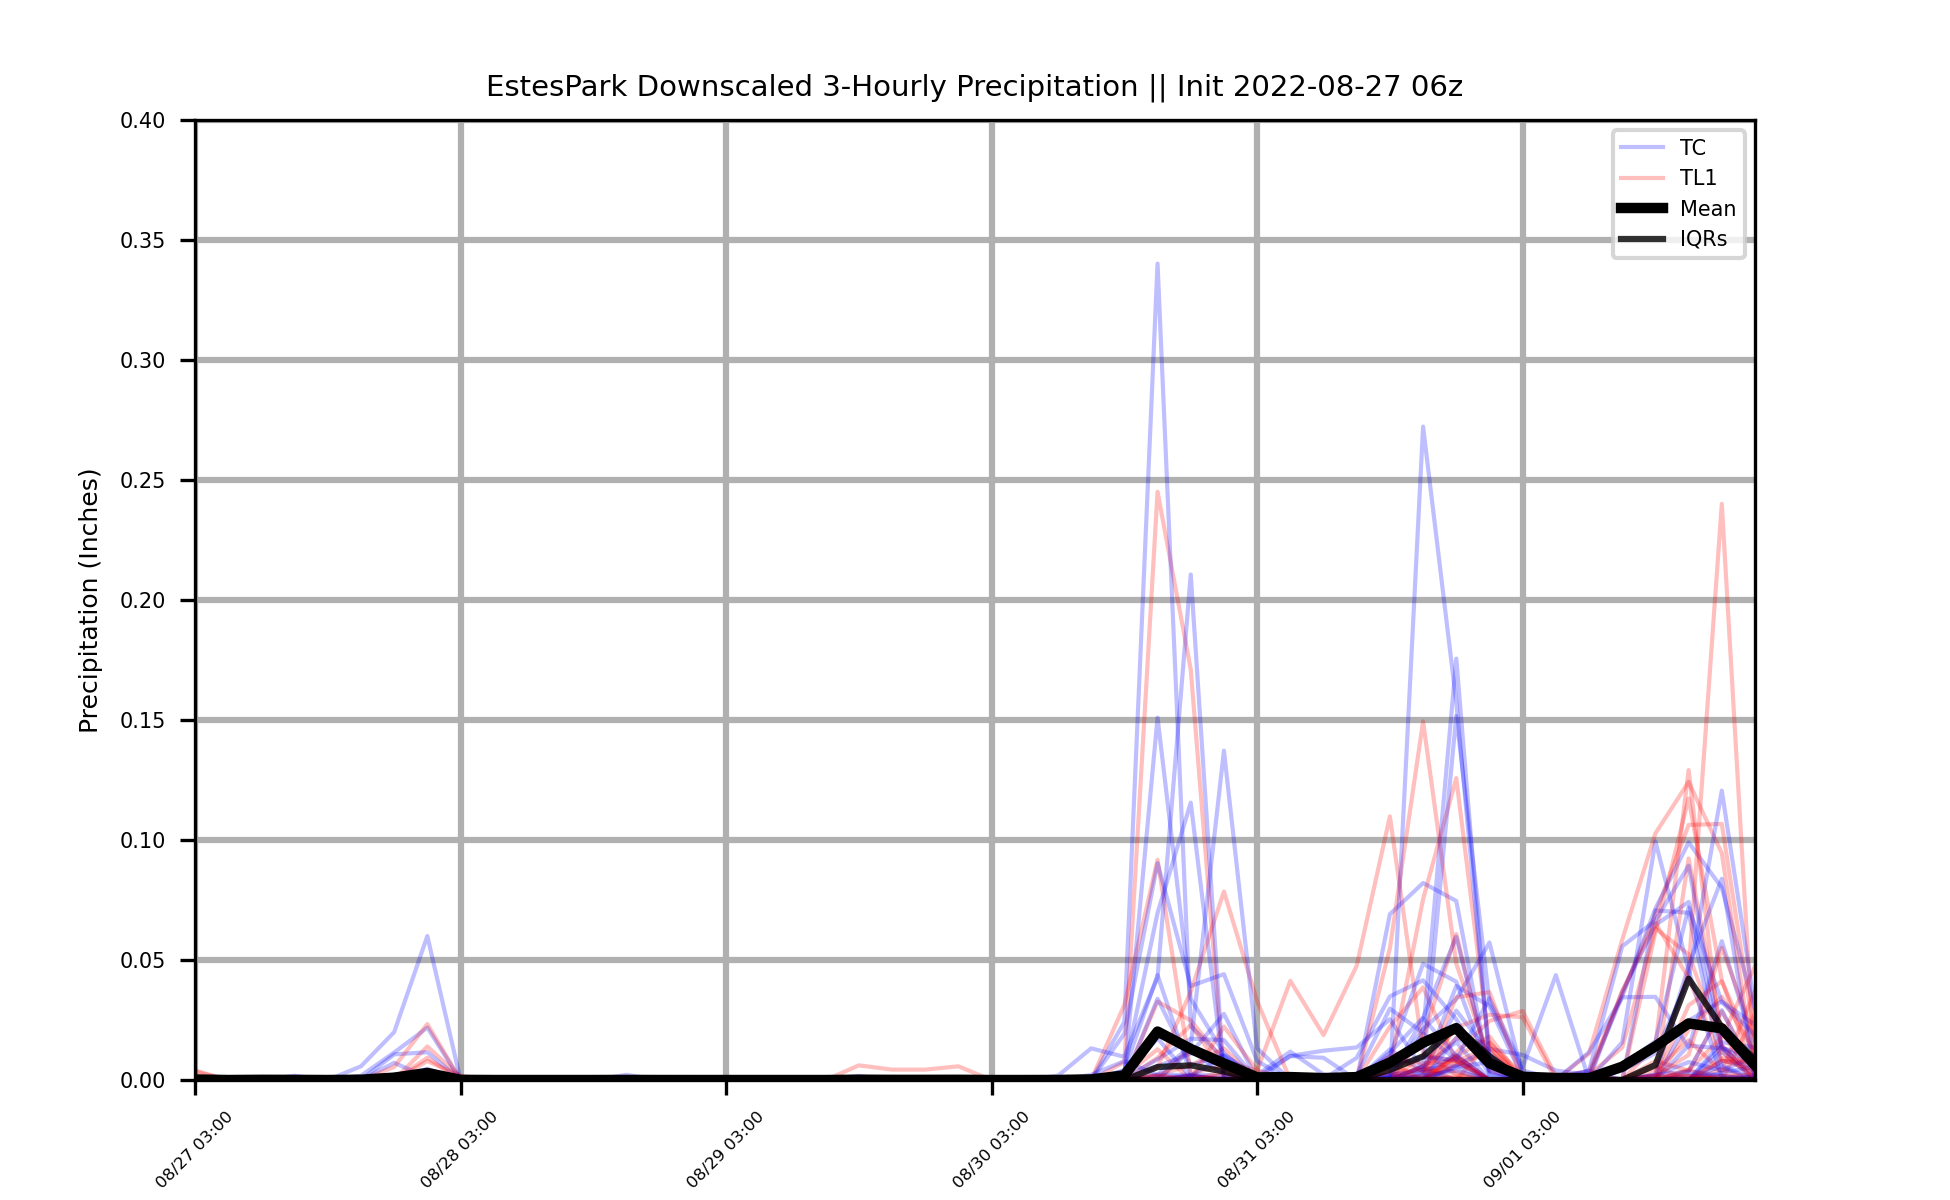 EstesPark Downscaled 3-Hourly Precipitation || Init 2022-08-27 06z
Precipitation (Inches)
0.40
0.35
0.30
0.25
0.20
0.15
0.10
0.05
0.00
TC
TL1
Mean
IQRs
08/27 03:00
08/28 03:00
08/29 03:00
08/30 03:00
08/31 03:00
09/01 03:00